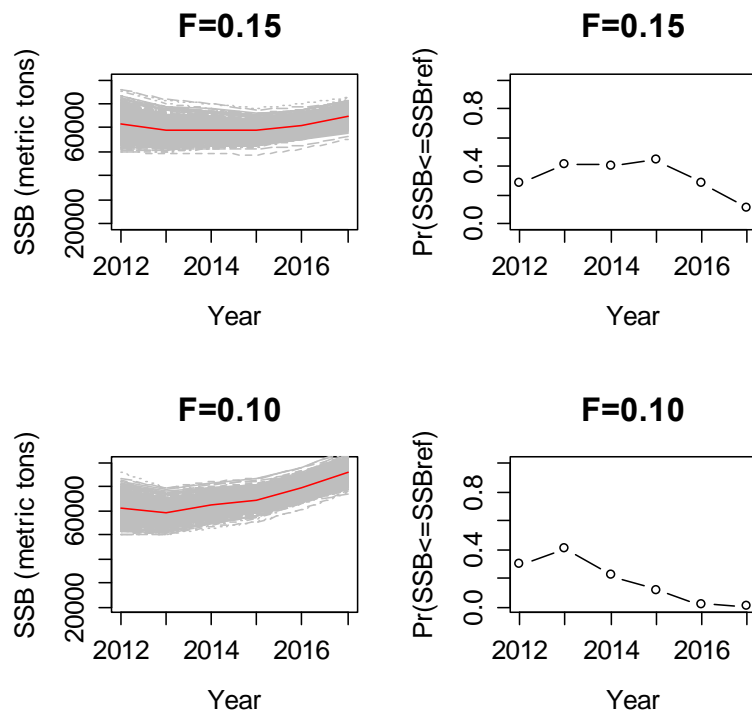 F=0.15
SSB (metric tons)
60000
20000
2012
2014
2016
Year
F=0.15
Pr(SSB<=SSBref)
0.8
0.4
0.0
2012
2014
2016
Year
F=0.10
SSB (metric tons)
60000
20000
2012
2014
2016
Year
F=0.10
Pr(SSB<=SSBref)
0.8
0.4
0.0
2012
2014
2016
Year